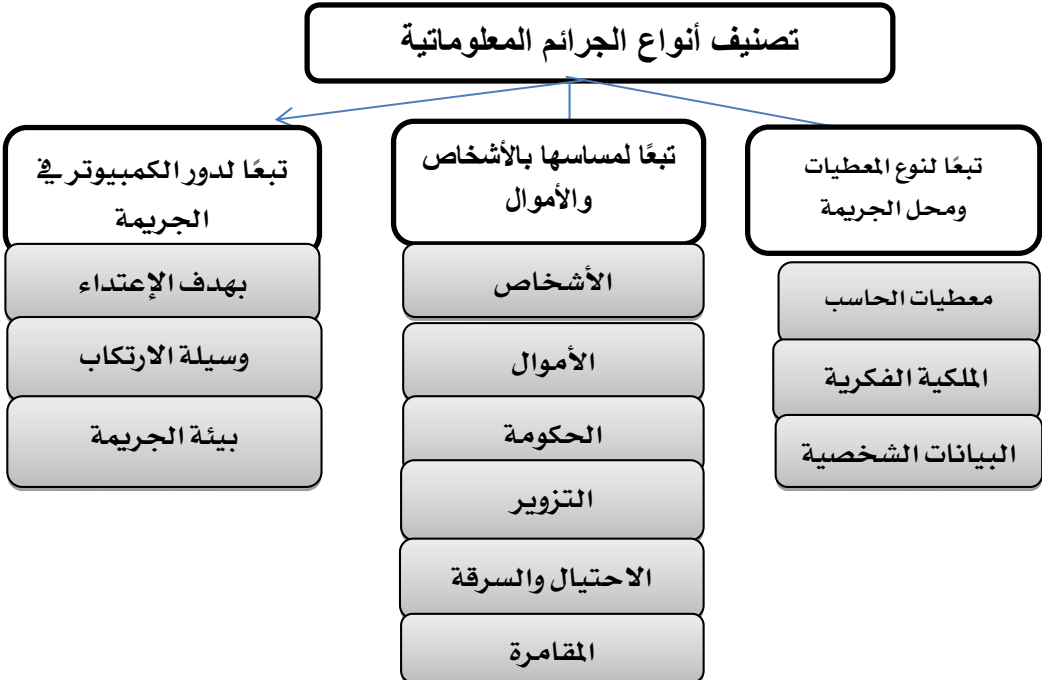 تصنيف أنواع الجرائم المعلوماتية
تبعًا لنوع المعطيات
ومحل الجريمة
معطيات الحاسب
الملكية الفكرية
البيانات الشخصية
تبعًا لمساسها بالأشخاص
والأموال
الأشخاص
الأموال
الحكومة
التزوير
الاحتيال والسرقة
المقامرة
تبعًا لدور الكمبيوتر في
الجريمة
بهدف الإعتداء
وسيلة الارتكاب
بيئة الجريمة